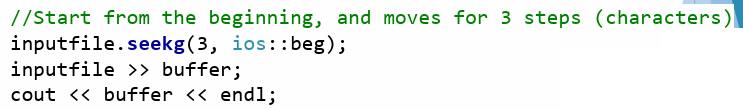 //Start from the beginning, and moves for 3 steps (characters)
inputfile.seekg(3, ios::beg);
inputfile >> buffer;
cout << buffer << endl;